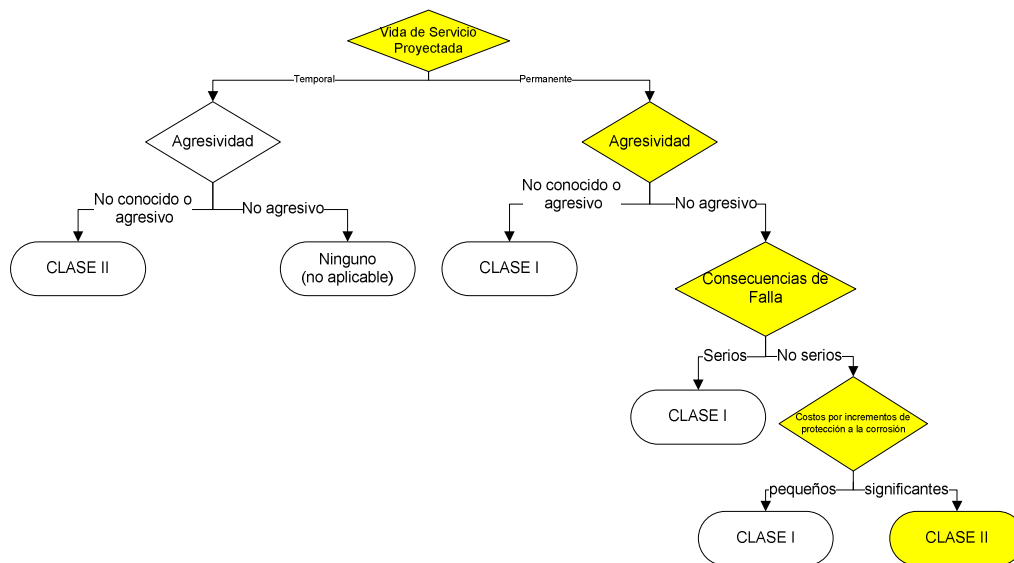 Vida de Servicio
Proyectada
Temporal
Permanente
Agresividad
Agresividad
No conocido o
agresivo
No agresivo
No conocido o
agresivo
No agresivo
CLASE II
Ninguno
(no aplicable)
CLASE I
Consecuencias de
Falla
Serios
No serios
CLASE I
Costos por incrementos de
protección a la corrosión
pequeños
significantes
CLASE I
CLASE II